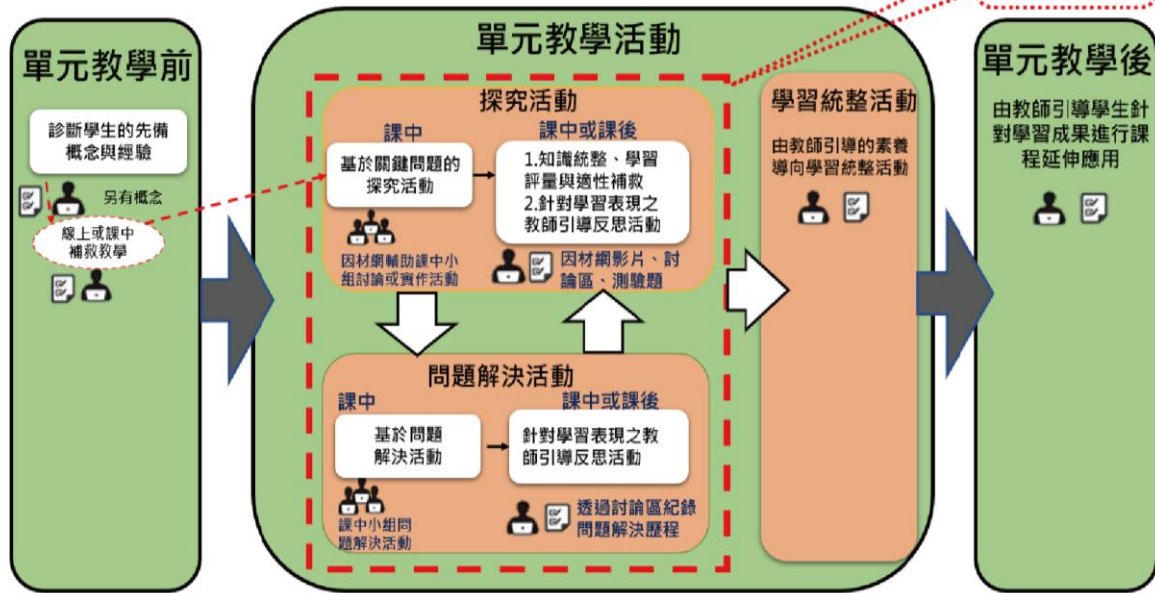 單元教學前
診斷學生的先備
概念與經驗
另有概念
線上或課中
補救教學
單元教學活動
探究活動
課中
基於關鍵問題的
探究活動
因材網輔助課中小
組討論或實作活動
課中或課後
1.知識統整、學習
評量與適性補救
2.針對學習表現之
教師引導反思活動
因材網影片、討
論區、測驗題
問題解決活動
課中
基於問題
解決活動
課中小組問
題解決活動
課中或課後
針對學習表現之教
師引導反思活動
透過討論區紀錄
問題解決歷程
學習統整活動
由教師引導的素養
導向學習統整活動
單元教學後
由教師引導學生針
對學習成果進行課
程延伸應用